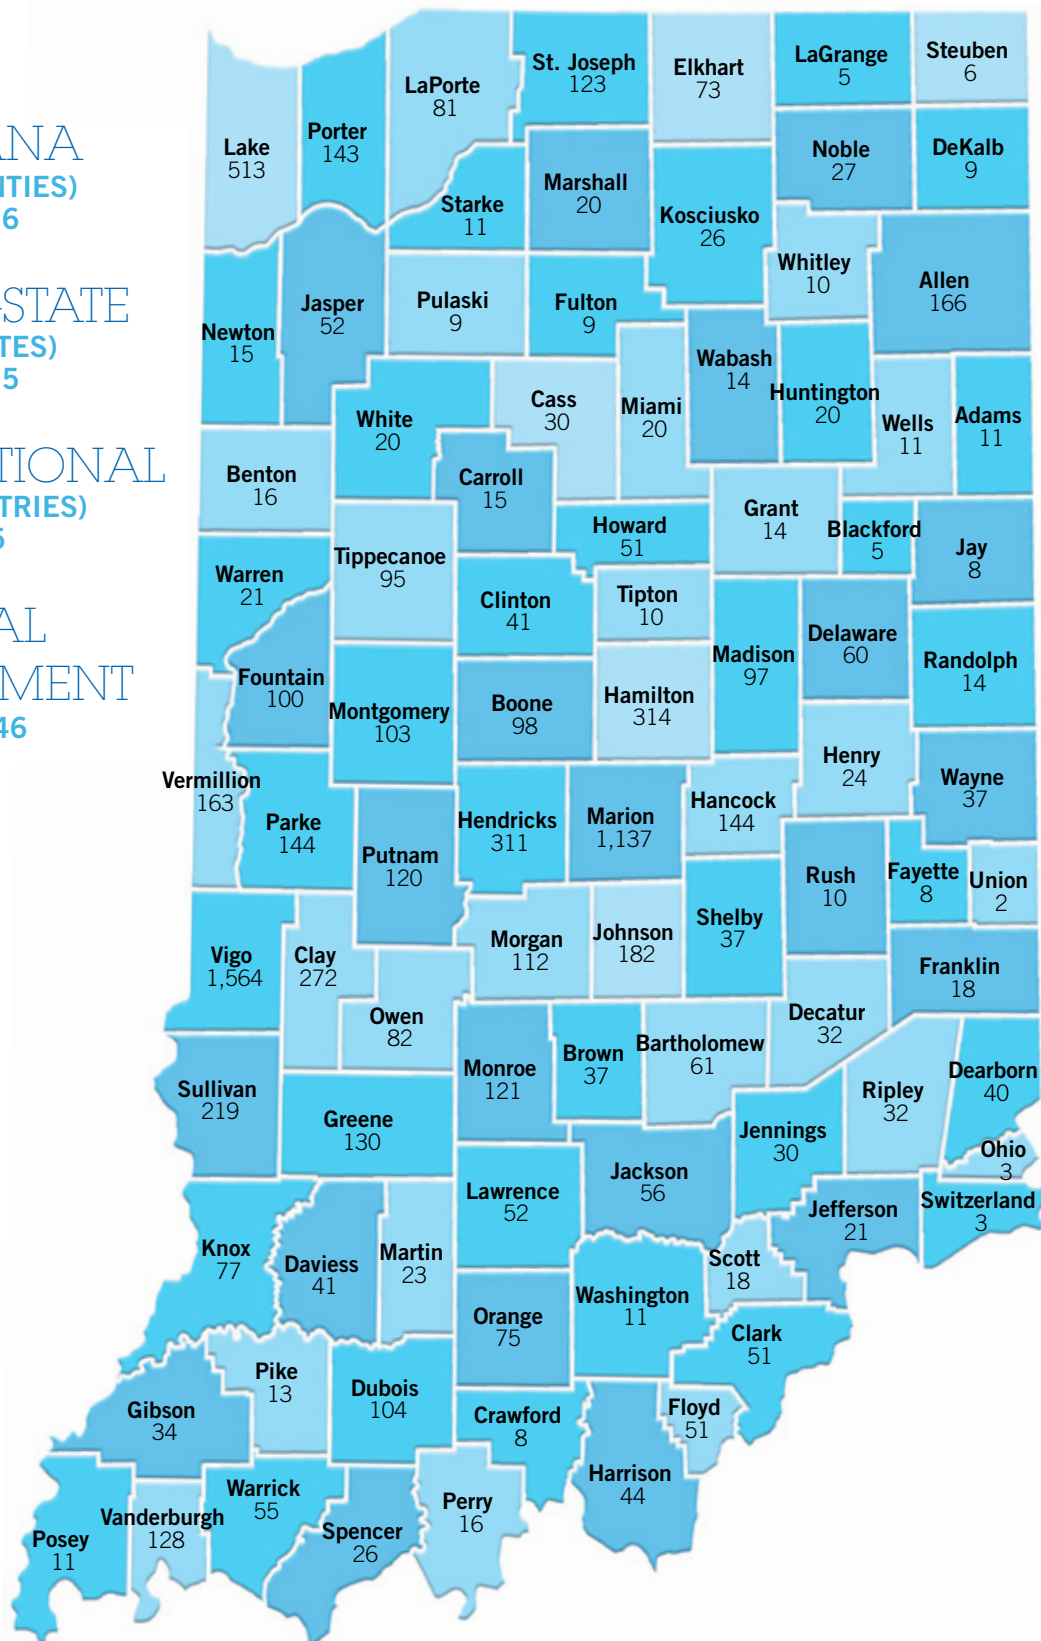 ANA
NTIES)
6
-STATE
TES)
5
TIONAL
TRIES)
AL
MENT
46
St. Joseph
123
Elkhart
73
LaGrange
5
Steuben
6
LaPorte
81
Lake
513
Porter
143
Noble
27
DeKalb
9
Marshall
20
Starke
11
Kosciusko
26
Whitley
10
Allen
166
Jasper
52
Pulaski
9
Fulton
9
Newton
15
Wabash
14
Huntington
20
Cass
30
Miami
20
Wells
11
Adams
11
White
20
Benton
16
Carroll
15
Grant
14
Howard
51
Blackford
5
Jay
8
Tippecanoe
95
Warren
21
Clinton
41
Tipton
10
Delaware
60
Madison
97
Randolph
14
Fountain
100
Montgomery
103
Boone
98
Hamilton
314
Henry
24
Wayne
37
Vermillion
163
Parke
144
Hendricks
311
Marion
1,137
Hancock
144
Putnam
120
Rush
10
Fayette
8
Union
2
Vigo
1,564
Clay
272
Morgan
112
Johnson
182
Shelby
37
Franklin
18
Owen
82
Decatur
32
Monroe
121
Brown
37
Bartholomew
61
Sullivan
219
Greene
130
Ripley
32
Dearborn
40
Jennings
30
Ohio
3
Jackson
56
Lawrence
52
Jefferson
21
Switzerland
3
Knox
77
Daviess
41
Martin
23
Scott
18
Orange
75
Washington
11
Clark
51
Pike
13
Dubois
104
Gibson
34
Crawford
8
Floyd
51
Harrison
44
Warrick
55
Perry
16
Vanderburgh
128
Spencer
26
Posey
11